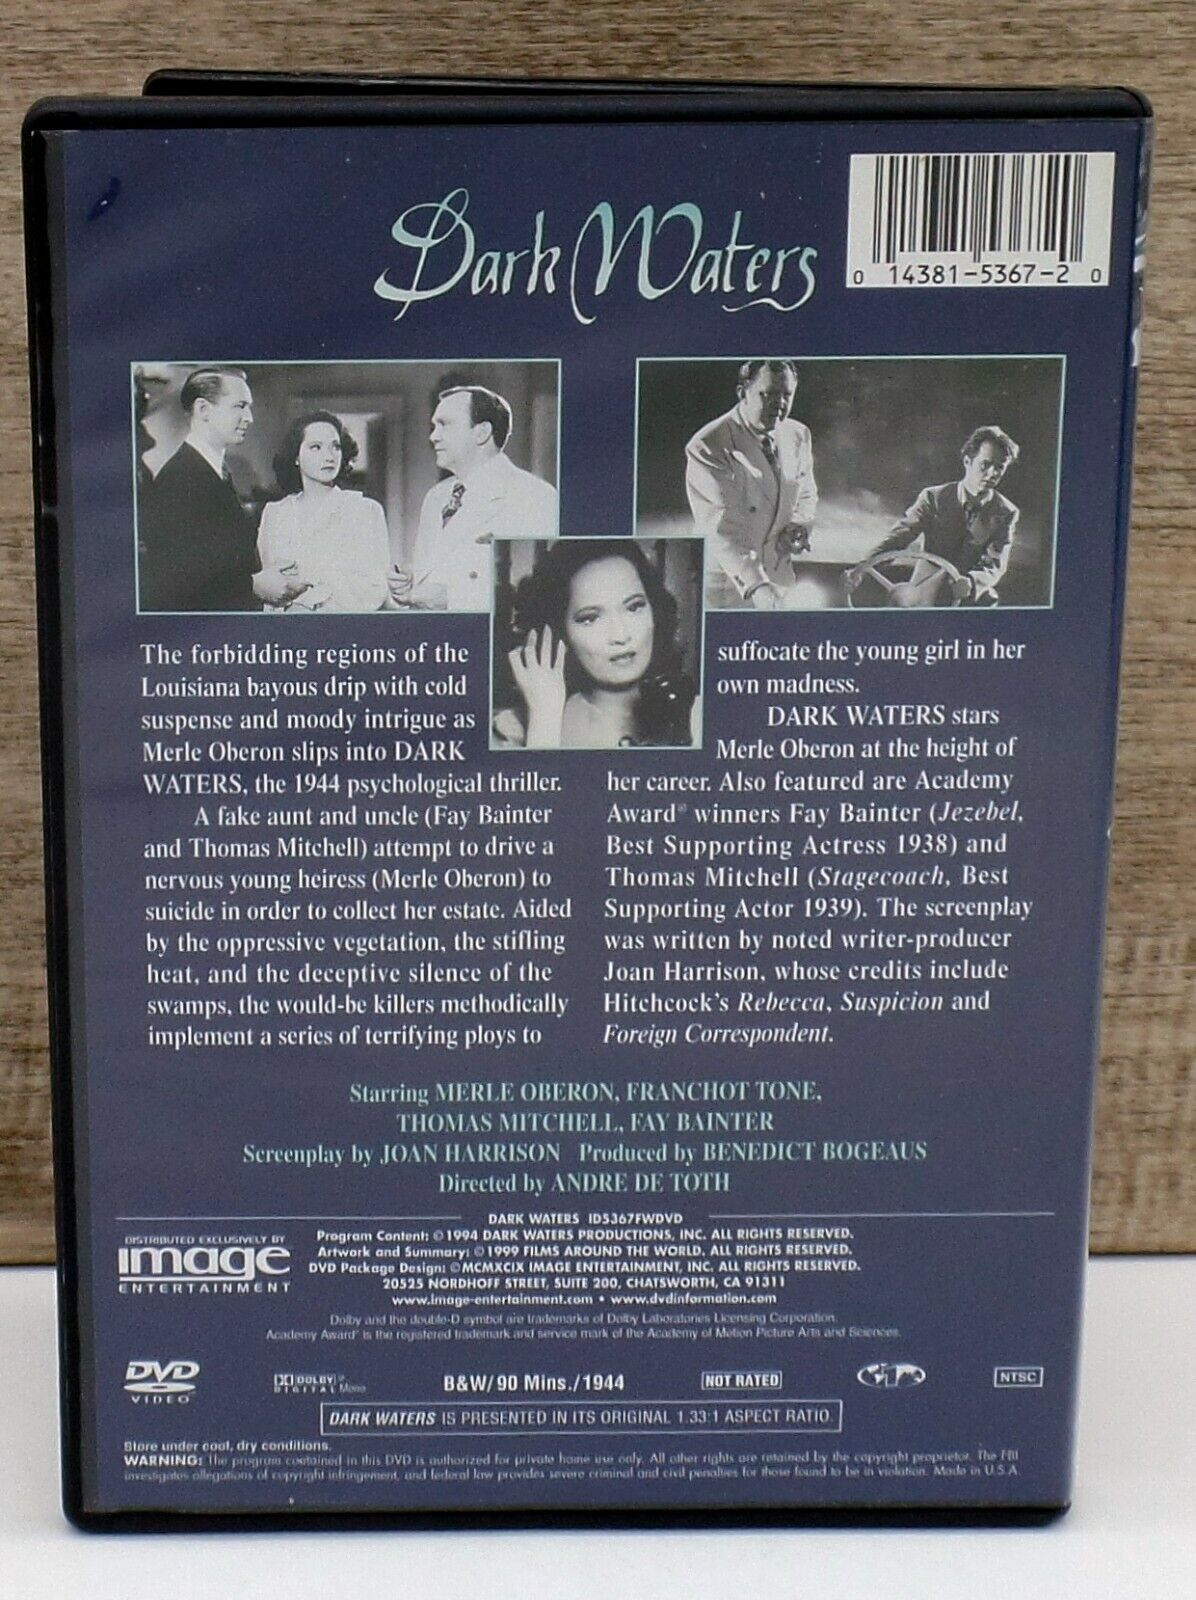 Dark Waters
0 14381-5367-2 0
The forbidding regions of the
Louisiana bayous drip with cold
suspense and moody intrigue as
Merle Oberon slips into DARK
WATERS, the 1944 psychological thriller.
A fake aunt and uncle (Fay Bainter
and Thomas Mitchell) attempt to drive a
nervous young heiress (Merle Oberon) to
suicide in order to collect her estate. Aided
by the oppressive vegetation, the stifling
heat, and the deceptive silence of the
swamps, the would-be killers methodically
implement a series of terrifying ploys to
suffocate the young girl in her
own madness.
DARK WATERS stars
Merle Oberon at the height of
her career. Also featured are Academy
Award® winners Fay Bainter (Jezebel,
Best Supporting Actress 1938) and
Thomas Mitchell (Stagecoach, Best
Supporting Actor 1939). The screenplay
was written by noted writer-producer
Joan Harrison, whose credits include
Hitchcock's Rebecca, Suspicion and
Foreign Correspondent.
Starring MERLE OBERON, FRANCHOT TONE,
THOMAS MITCHELL, FAY BAINTER
Screenplay by JOAN HARRISON Produced by BENEDICT BOGEAUS
Directed by ANDRE DE TOTH
DARK WATERS ID5367FWDVD
DISTRIBUTED EXCLUSIVELY BY
image
ENTERTAINMENT
Program Content: ©1994 DARK WATERS PRODUCTIONS, INC. ALL RIGHTS RESERVED.
Artwork and Summary: ©1999 FILMS AROUND THE WORLD. ALL RIGHTS RESERVED.
DVD Package Design: ©MCMXCIX IMAGE ENTERTAINMENT, INC. ALL RIGHTS RESERVED.
20525 NORDHOFF STREET, SUITE 200, CHATSWORTH, CA 91311
www.image-entertainment.com • www.dvdinformation.com
Dolby and the double-D symbol are trademarks of Dolby Laboratories Licensing Corporation.
Academy Award® is the registered trademark and service mark of the Academy of Motion Picture Arts and Sciences.
DVD
VIDEO
DOLBY
DIGITAL Mono
B&W/90 Mins./1944
NOT RATED
NTSC
DARK WATERS IS PRESENTED IN ITS ORIGINAL 1.33:1 ASPECT RATIO.
Store under cool, dry conditions.
WARNING: The program contained in this DVD is authorized for private home use only. All other rights are retained by the copyright proprietor. The FBI
investigates allegations of copyright infringement, and federal law provides severe criminal and civil penalties for those found to be in violation. Made in U.S.A.